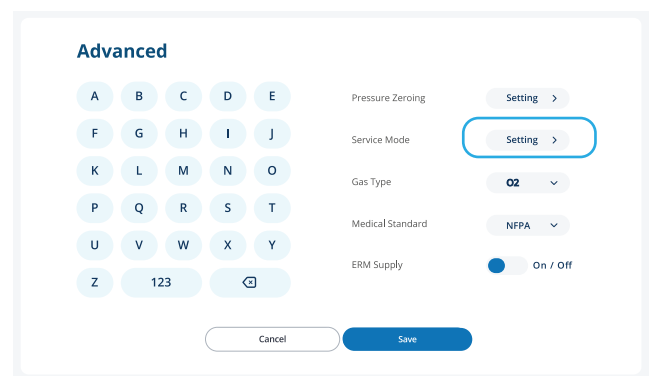 Advanced
A B C D E
F G H I J
K L M N O
P Q R S T
U V W X Y
Z 123
Pressure Zeroing Setting
Service Mode Setting
Gas Type O2
Medical Standard NFPA
ERM Supply On / Off
Cancel Save